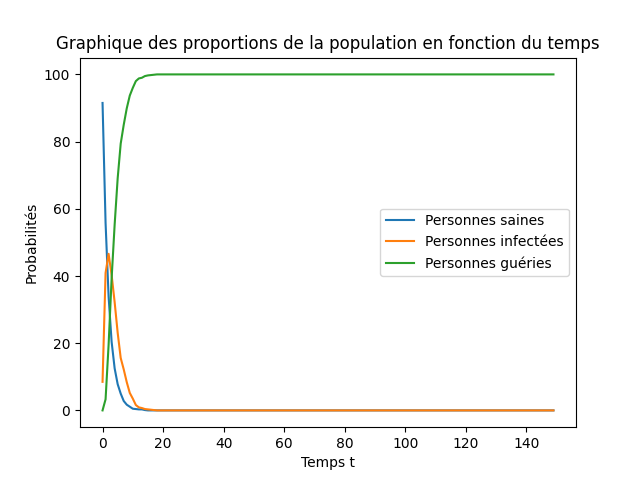 Graphique des proportions de la population en fonction du temps
100
80
60
40
20
0
Probabilités
Personnes saines
Personnes infectées
Personnes guéries
0 20 40 60 80 100 120 140
Temps t